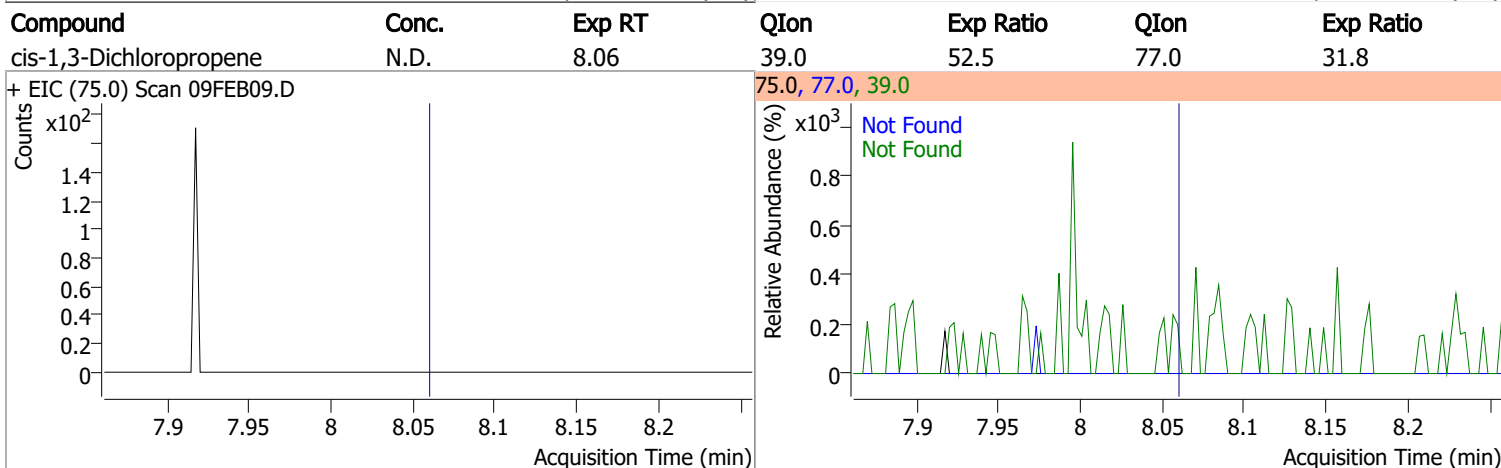 Compound Conc. Exp RT QIon Exp Ratio QIon Exp Ratio
cis-1,3-Dichloropropene N.D. 8.06 39.0 52.5 77.0 31.8
+ EIC (75.0) Scan 09FEB09.D
Counts
x10²
1.4
1.2
1
0.8
0.6
0.4
0.2
0
7.9 7.95 8 8.05 8.1 8.15 8.2
Acquisition Time (min)
75.0, 77.0, 39.0
Relative Abundance (%)
x10³
Not Found
Not Found
0.8
0.6
0.4
0.2
0
7.9 7.95 8 8.05 8.1 8.15 8.2
Acquisition Time (min)